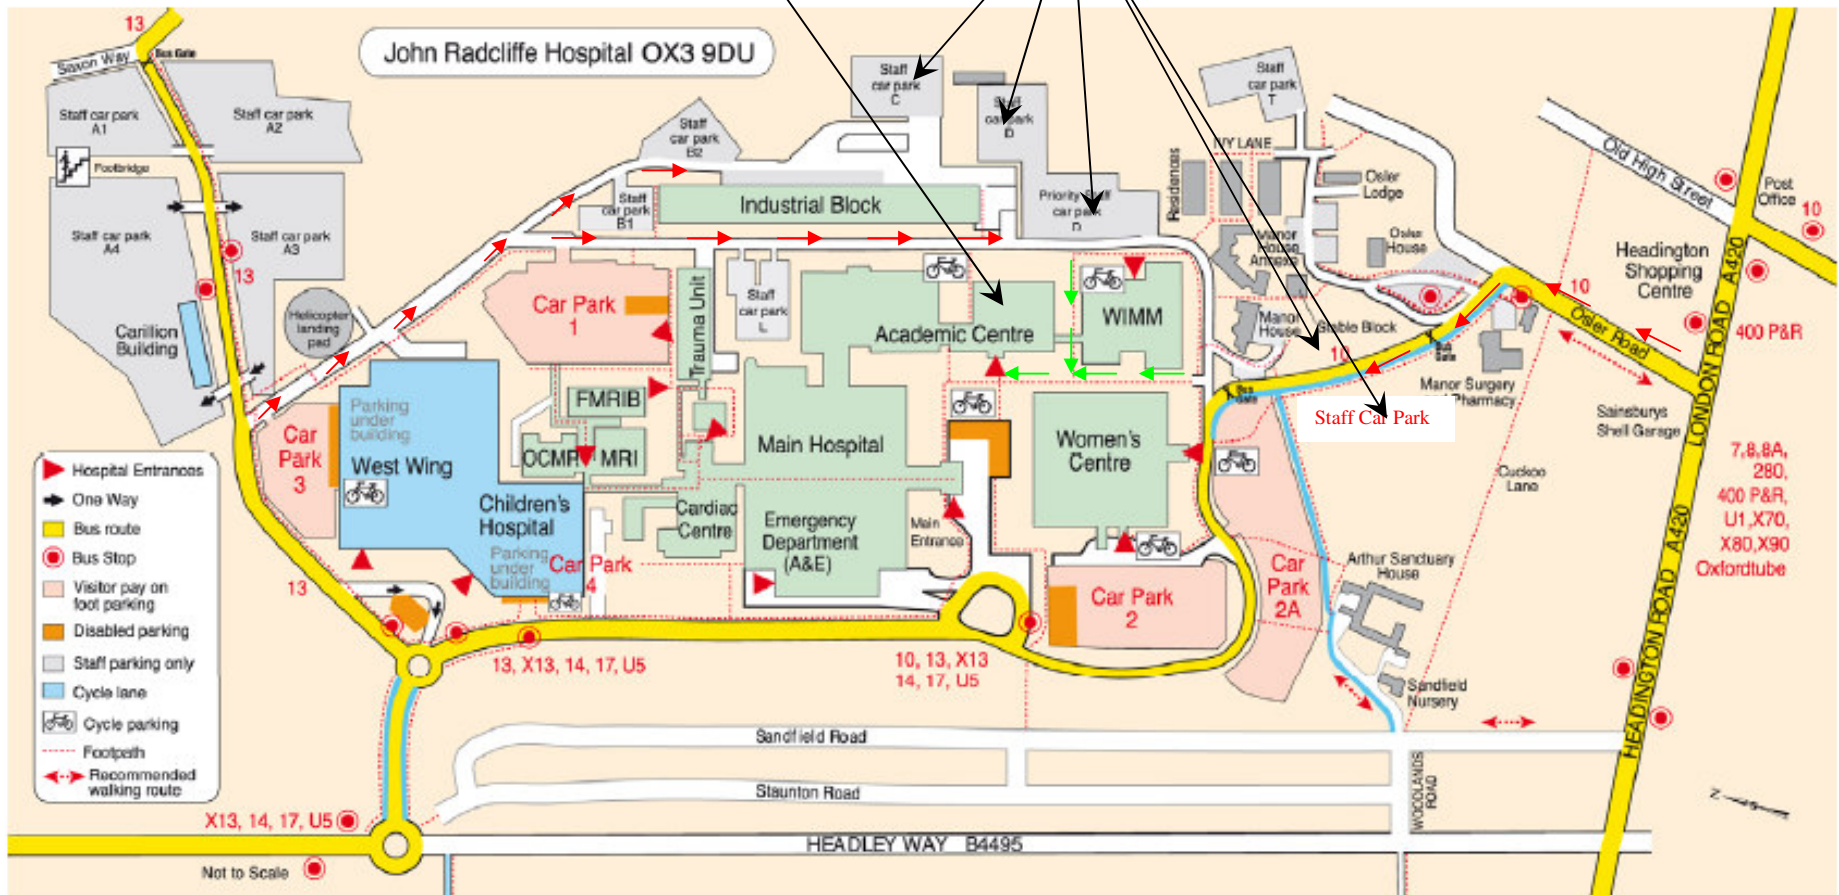 John Radcliffe Hospital OX3 9DU
13
Saxon Way
Bus Gate
Staff car park
A1
Staff car park
A2
Footbridge
Staff car park
A4
Staff car park
A3
13
Carillion
Building
Helicopter
landing
pad
Staff
car park
B2
Staff
car park
B1
Industrial Block
Staff
car park
C
Staff
car park
D
Priority Staff
car park
D
Staff
car park
T
IVY LANE
Residences
Osler
Lodge
Osler
House
Manor
House
Annexe
Manor
House
Stable Block
Old High Street
Post
Office
10
Headington
Shopping
Centre
400 P&R
10
Osler Road
LONDON ROAD A420
10
Bus
Gate
Bus
Gate
Manor Surgery
and Pharmacy
Staff Car Park
Sainsburys
Shell Garage
Cuckoo
Lane
7,8,8A,
280,
400 P&R,
U1,X70,
X80,X90
Oxfordtube
HEADINGTON ROAD A420
Car Park
1
Trauma Unit
Staff
car park
L
Academic Centre
WIMM
FMRIB
OCMR
MRI
Main Hospital
Women's
Centre
Car
Park
3
Parking
under
building
West Wing
Children's
Hospital
Parking
under
building
Car Park
4
Cardiac
Centre
Emergency
Department
(A&E)
Main
Entrance
Car Park
2
Car
Park
2A
Arthur Sanctuary
House
Sandfield
Nursery
13
13, X13, 14, 17, U5
10, 13, X13
14, 17, U5
Hospital Entrances
One Way
Bus route
Bus Stop
Visitor pay on
foot parking
Disabled parking
Staff parking only
Cycle lane
Cycle parking
Footpath
Recommended
walking route
Sandfield Road
Staunton Road
WOODLANDS
ROAD
X13, 14, 17, U5
HEADLEY WAY B4495
Not to Scale
Z